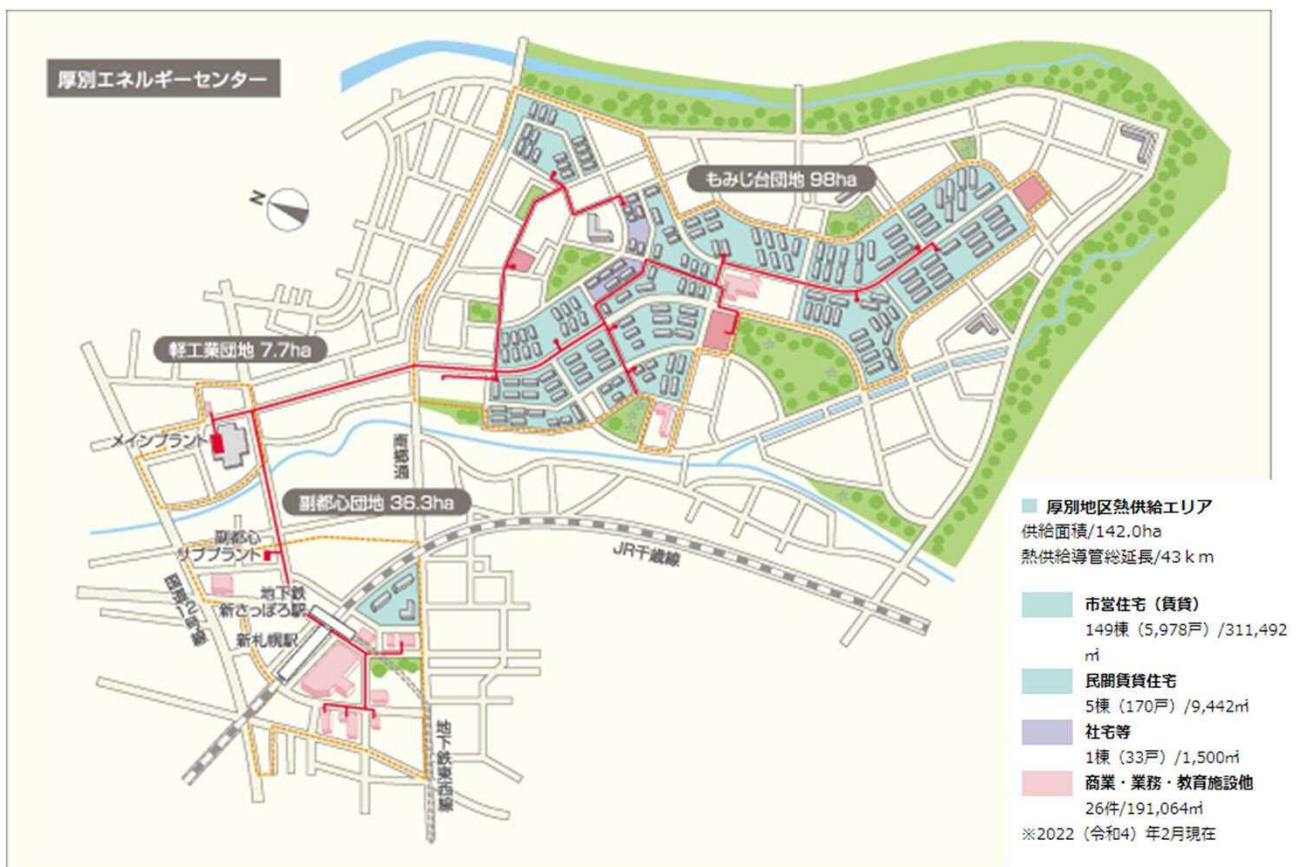 厚別エネルギーセンター
N
もみじ台団地 98ha
軽工業団地 7.7ha
メインプラント
南郷通
副都心団地 36.3ha
副都心
サブプラント
JR千歳線
国道12号線
地下鉄
新さっぽろ駅
新札幌駅
地下鉄東西線
厚別地区熱供給エリア
供給面積/142.0ha
熱供給導管総延長/43ｋｍ
市営住宅（賃貸）
149棟（5,978戸）/311,492
㎡
民間賃貸住宅
5棟（170戸）/9,442㎡
社宅等
1棟（33戸）/1,500㎡
商業・業務・教育施設他
26件/191,064㎡
※2022（令和4）年2月現在